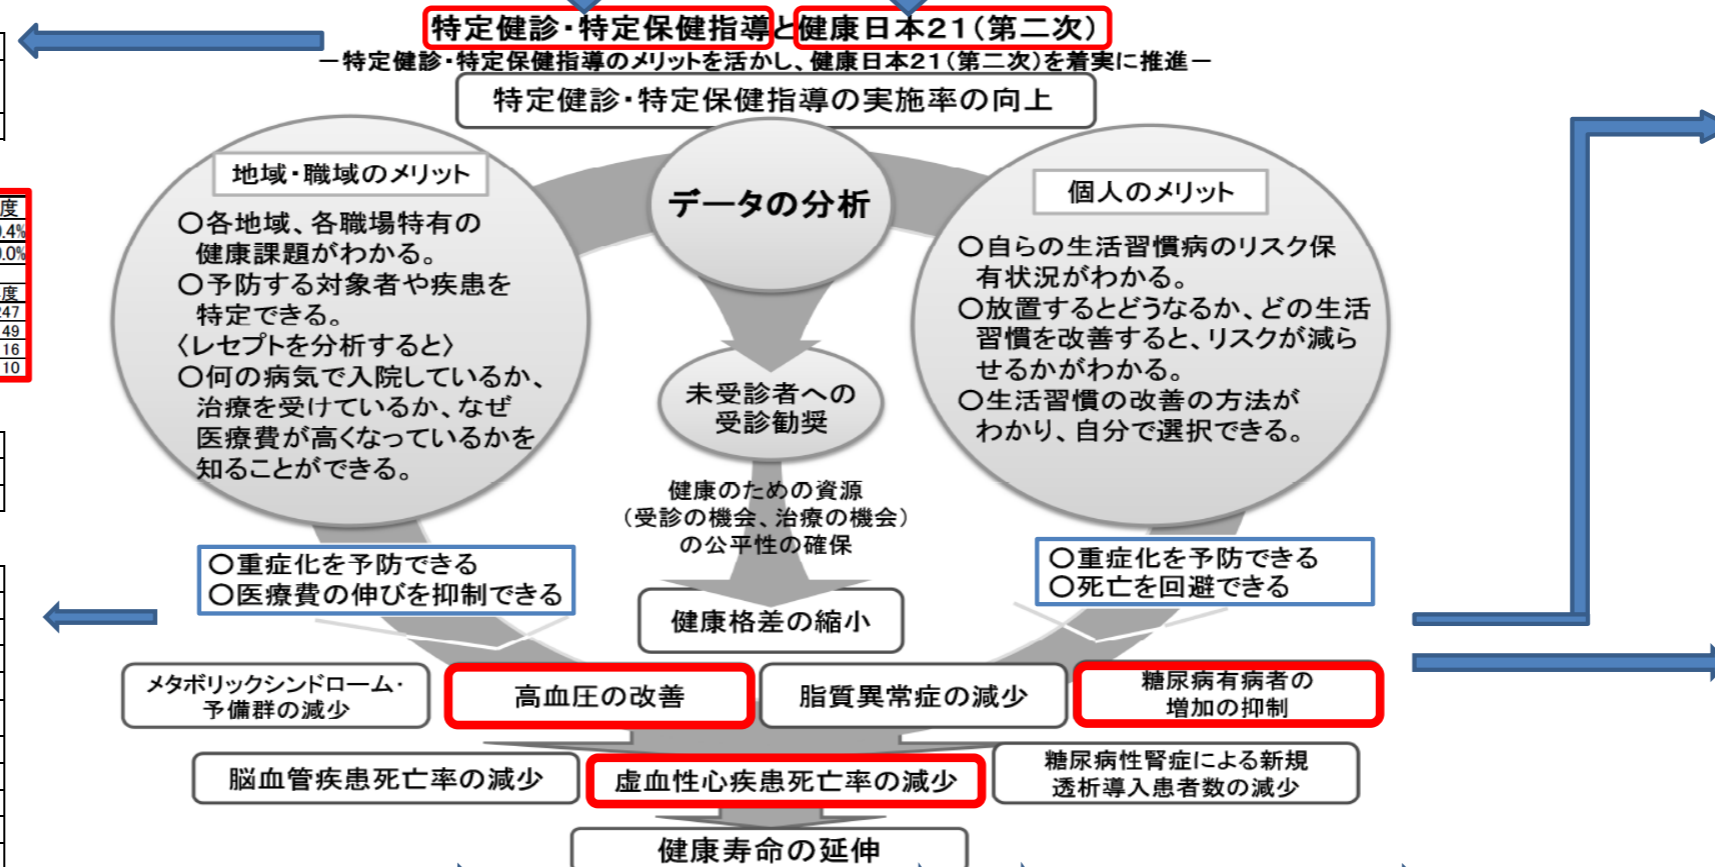 特定健診・特定保健指導と健康日本21(第二次)
－特定健診・特定保健指導のメリットを活かし、健康日本21(第二次)を着実に推進－
特定健診・特定保健指導の実施率の向上
地域・職域のメリット
○各地域、各職場特有の
健康課題がわかる。
○予防する対象者や疾患を
特定できる。
〈レセプトを分析すると〉
○何の病気で入院しているか、
治療を受けているか、なぜ
医療費が高くなっているかを
知ることができる。
データの分析
個人のメリット
○自らの生活習慣病のリスク保
有状況がわかる。
○放置するとどうなるか、どの生活
習慣を改善すると、リスクが減ら
せるかがわかる。
○生活習慣の改善の方法が
わかり、自分で選択できる。
未受診者への
受診勧奨
健康のための資源
(受診の機会、治療の機会)
の公平性の確保
○重症化を予防できる
○医療費の伸びを抑制できる
○重症化を予防できる
○死亡を回避できる
健康格差の縮小
メタボリックシンドローム・
予備群の減少
高血圧の改善
脂質異常症の減少
糖尿病有病者の
増加の抑制
脳血管疾患死亡率の減少
虚血性心疾患死亡率の減少
糖尿病性腎症による新規
透析導入患者数の減少
健康寿命の延伸
度
.4%
.0%
度
247
49
16
10